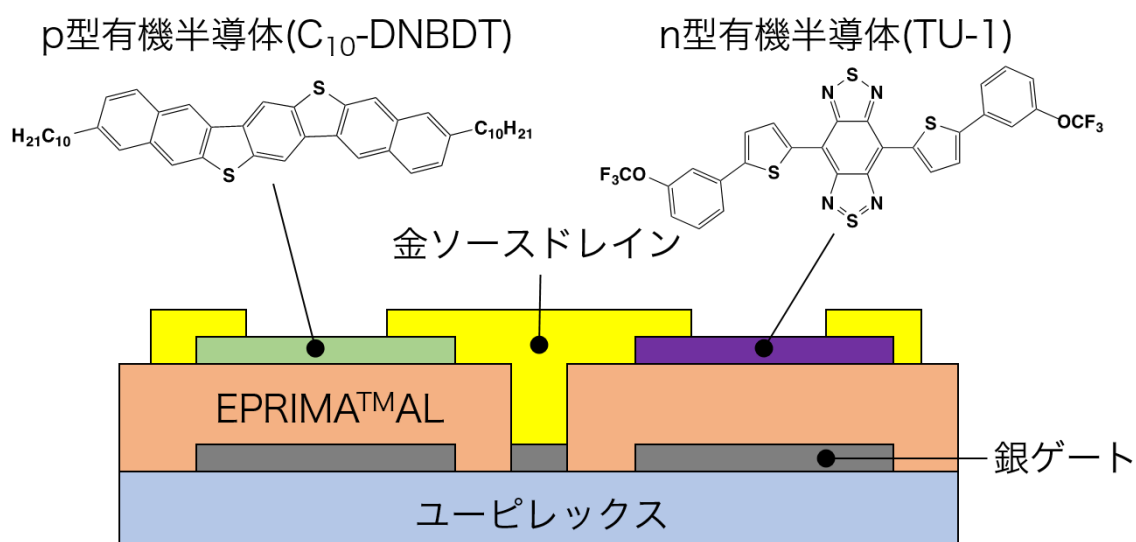 p型有機半導体(C₁₀-DNBDT)
n型有機半導体(TU-1)
S
H₂₁C₁₀
C₁₀H₂₁
S
S
N N
S
OCF₃
F₃CO
S
N N
S
金ソースドレイン
EPRIMA™AL
銀ゲート
ユーピレックス